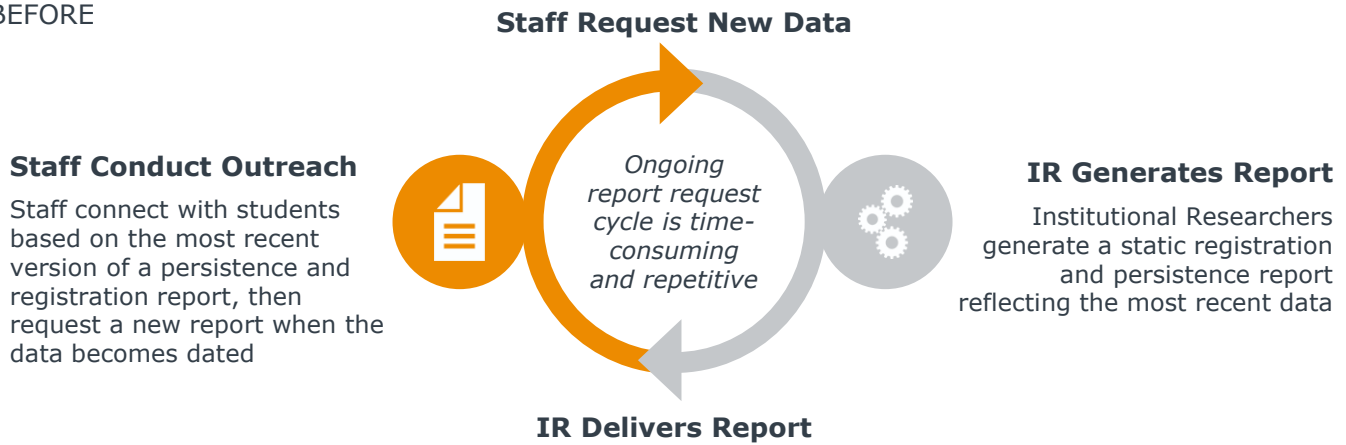 BEFORE
Staff Request New Data
Staff Conduct Outreach
Staff connect with students
based on the most recent
version of a persistence and
registration report, then
request a new report when the
data becomes dated
Ongoing
report request
cycle is time-
consuming
and repetitive
IR Generates Report
Institutional Researchers
generate a static registration
and persistence report
reflecting the most recent data
IR Delivers Report